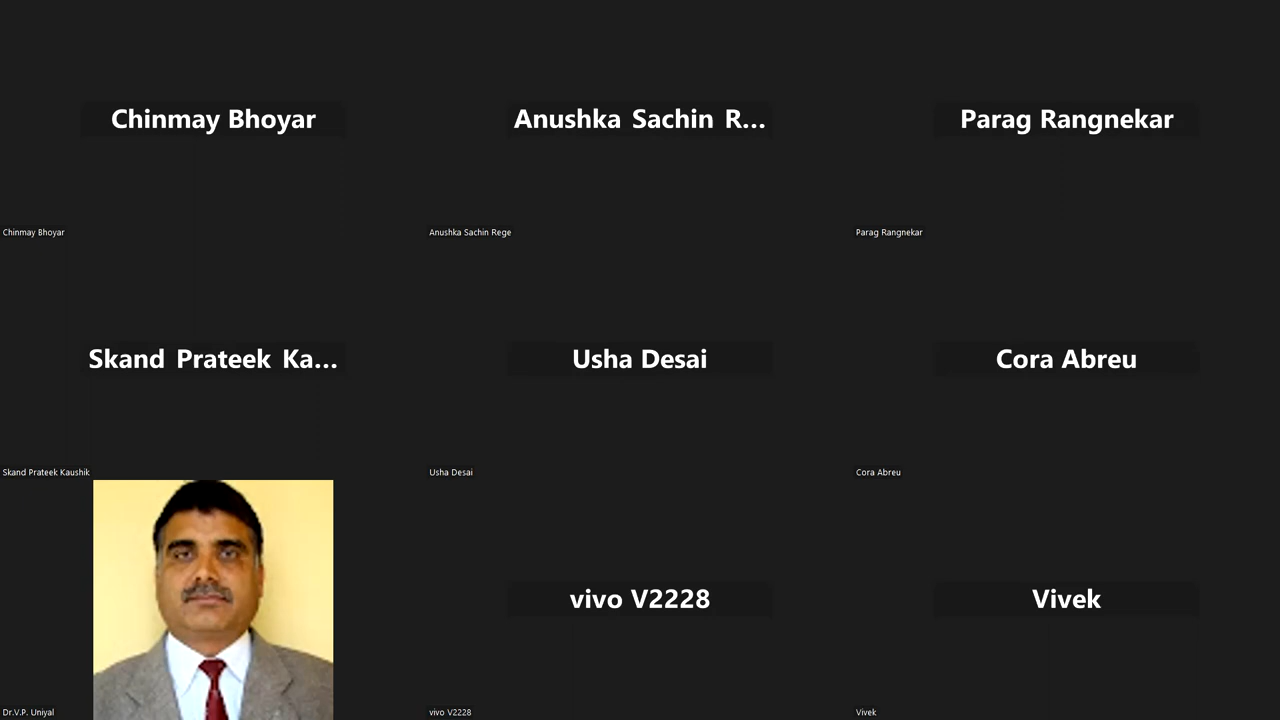 Chinmay Bhoyar
Anushka Sachin R...
Parag Rangnekar
Chinmay Bhoyar
Anushka Sachin Rege
Parag Rangnekar
Skand Prateek Ka...
Usha Desai
Cora Abreu
Skand Prateek Kaushik
Usha Desai
Cora Abreu
vivo V2228
Vivek
Dr.V.P. Uniyal
vivo V2228
Vivek